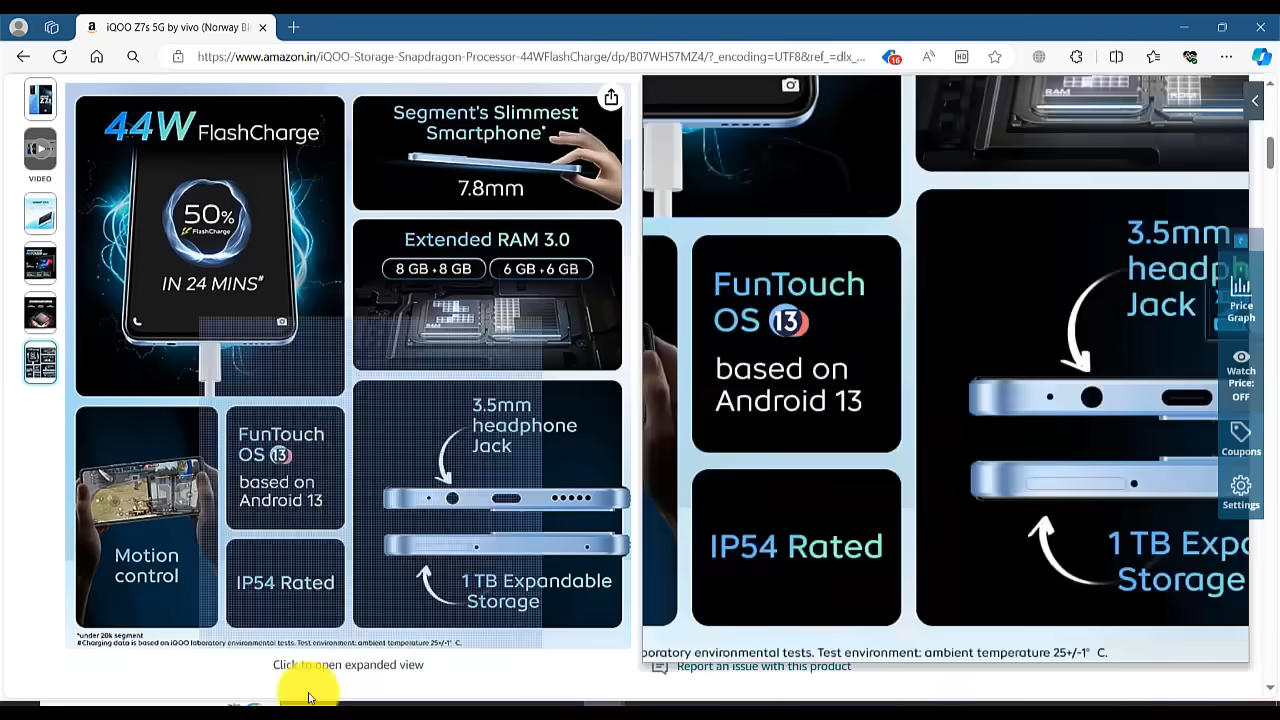 iQOO Z7s 5G by vivo (Norway Bl
https://www.amazon.in/iQOO-Storage-Snapdragon-Processor-44WFlashCharge/dp/B07WHS7MZ4/?_encoding=UTF8&ref_=dlx_...
16
VIDEO
44W FlashCharge
50%
FlashCharge
IN 24 MINS#
Segment's Slimmest
Smartphone*
7.8mm
Extended RAM 3.0
8 GB+8 GB
6 GB+6 GB
RAM
Motion
control
FunTouch
OS 13
based on
Android 13
IP54 Rated
3.5mm
headphone
Jack
1 TB Expandable
Storage
*under 20k segment
#Charging data is based on iQOO laboratory environmental tests. Test environment: ambient temperature 25+/-1° C.
Click to open expanded view
RAM
FunTouch
OS 13
based on
Android 13
IP54 Rated
3.5mm
headph
Jack
1 TB Expa
Storage
boratory environmental tests. Test environment: ambient temperature 25+/-1° C.
Report an issue with this product
Price
Graph
Watch
Price:
OFF
Coupons
Settings